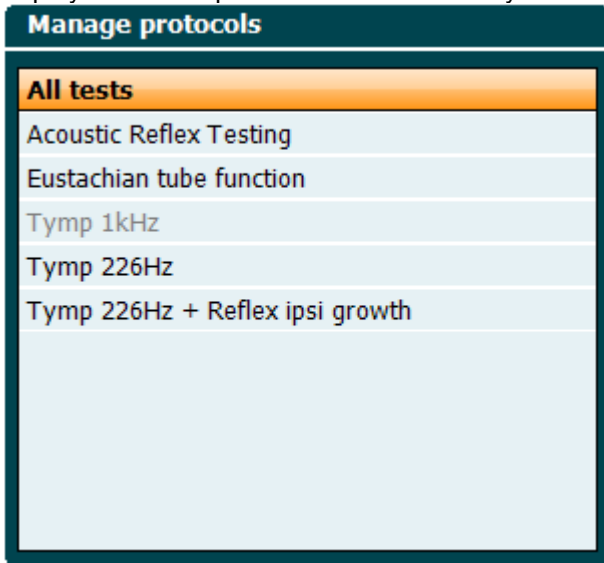 Manage protocols
All tests
Acoustic Reflex Testing
Eustachian tube function
Tymp 1kHz
Tymp 226Hz
Tymp 226Hz + Reflex ipsi growth